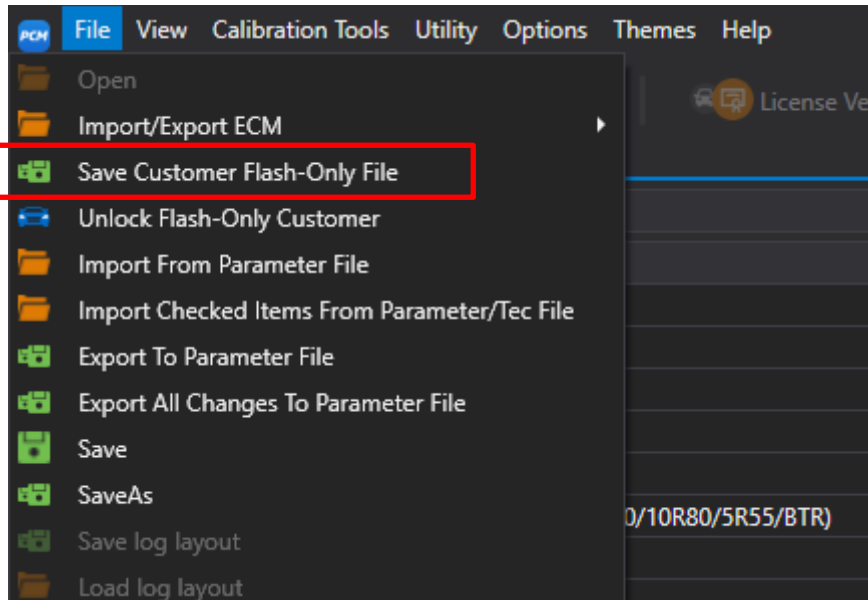 PCM File View Calibration Tools Utility Options Themes Help
Open
License Ve
Import/Export ECM
Save Customer Flash-Only File
Unlock Flash-Only Customer
Import From Parameter File
Import Checked Items From Parameter/Tec File
Export To Parameter File
Export All Changes To Parameter File
Save
SaveAs
0/10R80/5R55/BTR)
Save log layout
Load log layout